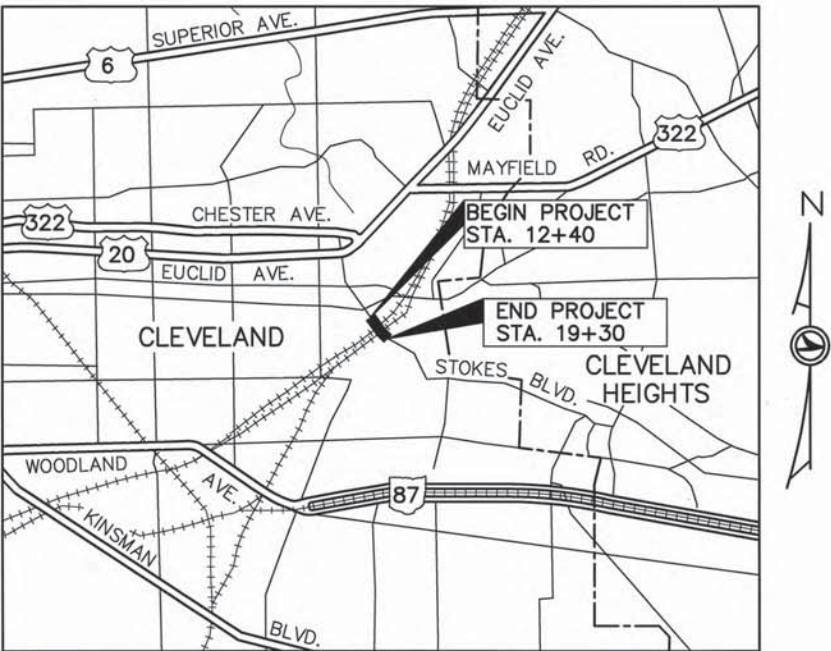 SUPERIOR AVE.
6
EUCLID AVE.
322
MAYFIELD RD.
N
BEGIN PROJECT
STA. 12+40
322
CHESTER AVE.
20
EUCLID AVE.
END PROJECT
STA. 19+30
CLEVELAND
CLEVELAND
HEIGHTS
STOKES BLVD.
WOODLAND AVE.
87
KINSMAN BLVD.